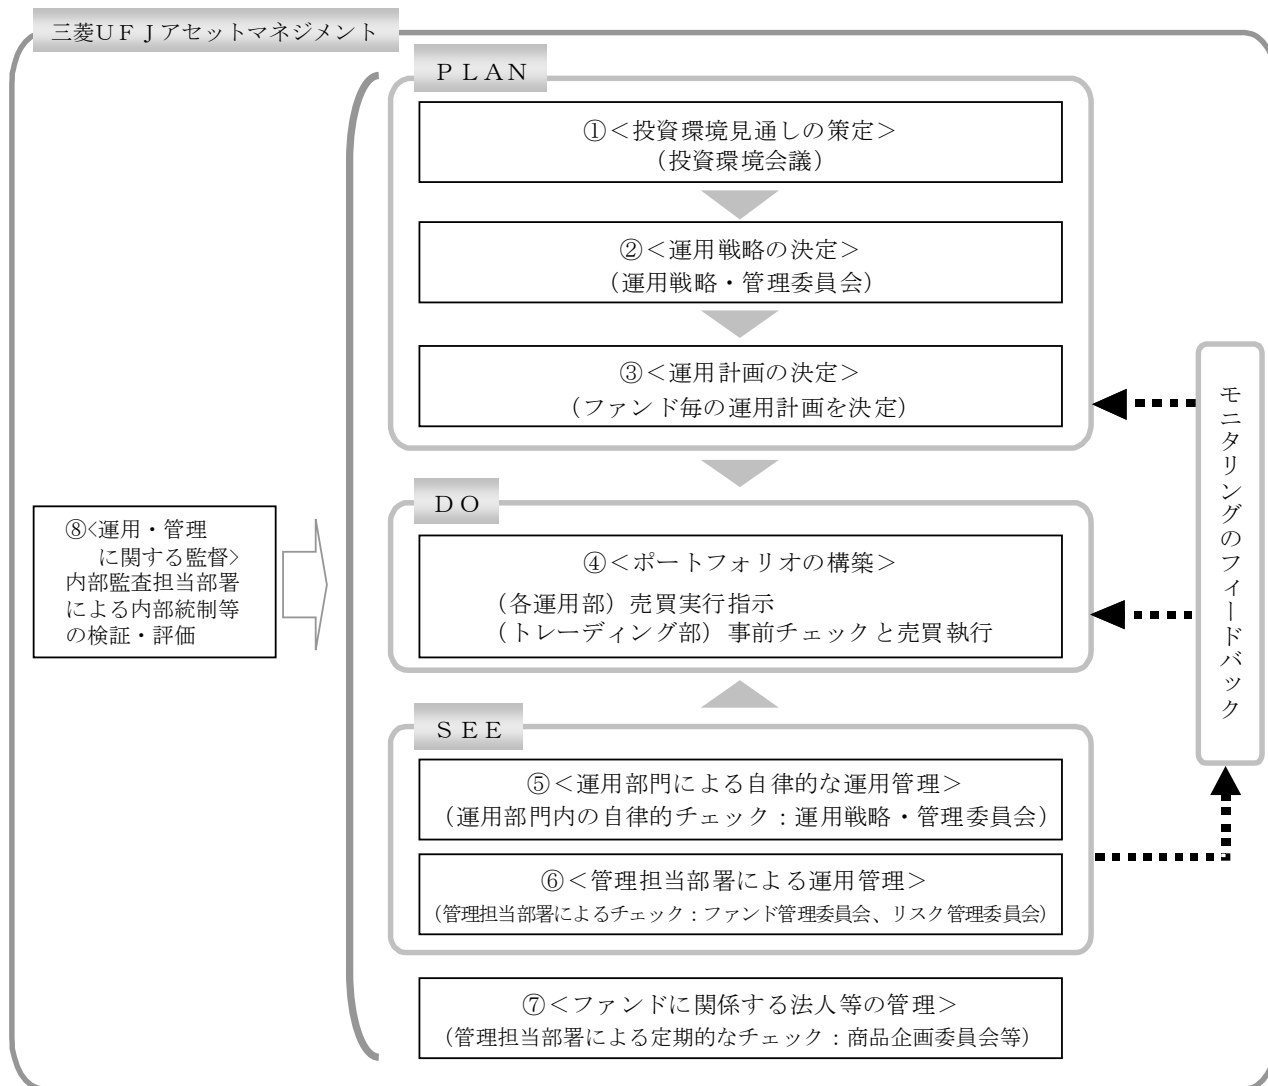 三菱ＵＦＪアセットマネジメント
ＰＬＡＮ
①＜投資環境見通しの策定＞
（投資環境会議）
②＜運用戦略の決定＞
（運用戦略・管理委員会）
③＜運用計画の決定＞
（ファンド毎の運用計画を決定）
ＤＯ
④＜ポートフォリオの構築＞
（各運用部）売買実行指示
（トレーディング部）事前チェックと売買執行
ＳＥＥ
⑤＜運用部門による自律的な運用管理＞
（運用部門内の自律的チェック：運用戦略・管理委員会）
⑥＜管理担当部署による運用管理＞
（管理担当部署によるチェック：ファンド管理委員会、リスク管理委員会）
⑦＜ファンドに関係する法人等の管理＞
（管理担当部署による定期的なチェック：商品企画委員会等）
⑧<運用・管理
に関する監督>
内部監査担当部署
による内部統制等
の検証・評価
モニタリングのフィードバック